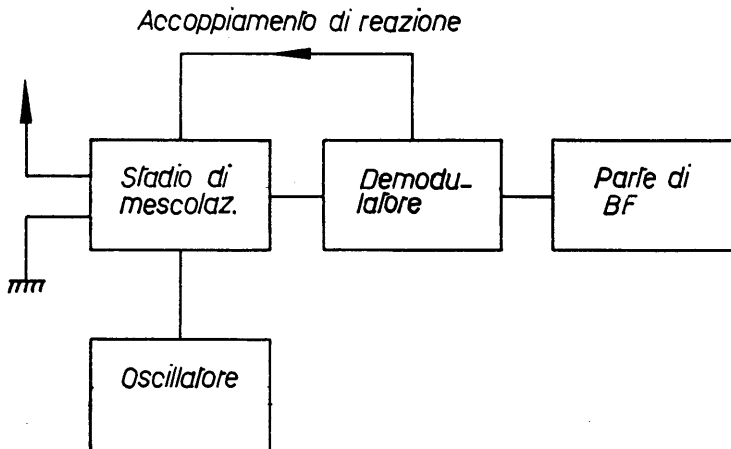 Accoppiamento di reazione
Stadio di
mescolaz.
Demodu-
latore
Parte di
BF
Oscillatore